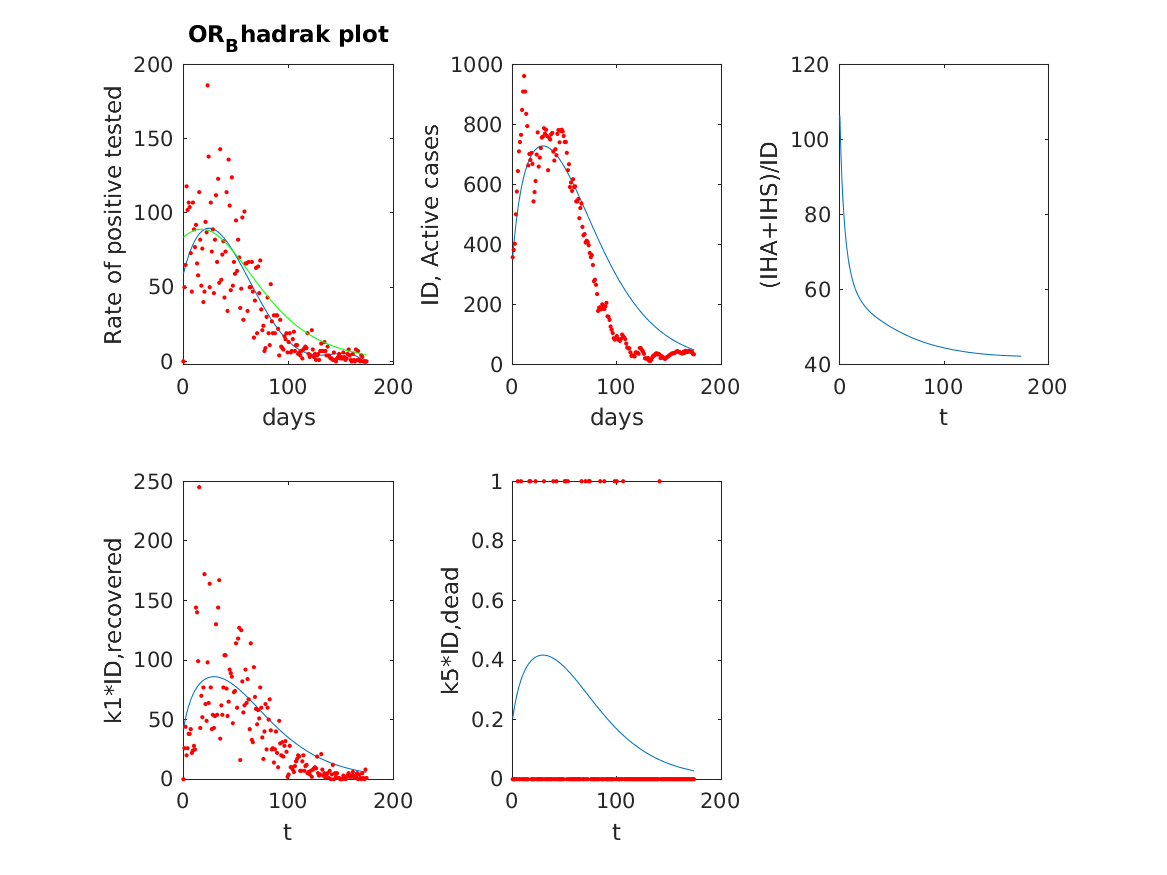 OR_Bhadrak plot
200
150
100
50
0
0 100 200
days
Rate of positive tested
1000
800
600
400
200
0
0 100 200
days
ID, Active cases
120
100
80
60
40
0 100 200
t
(IHA+IHS)/ID
250
200
150
100
50
0
0 100 200
t
k1*ID,recovered
1
0.8
0.6
0.4
0.2
0
0 100 200
t
k5*ID,dead